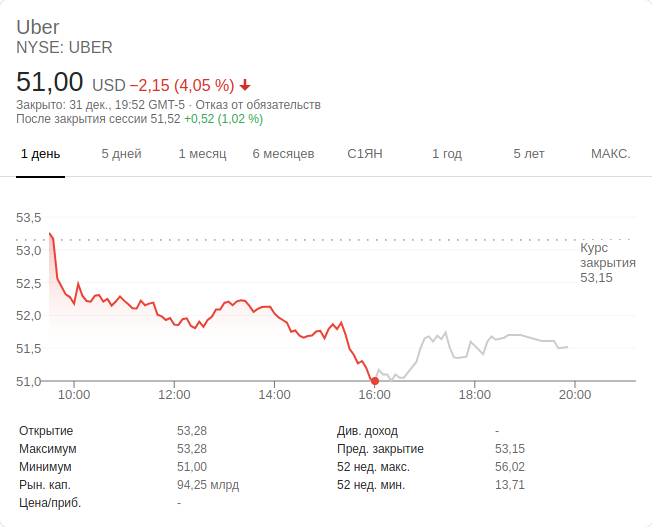 Uber
NYSE: UBER
51,00 USD −2,15 (4,05 %)
Закрыто: 31 дек., 19:52 GMT-5 · Отказ от обязательств
После закрытия сессии 51,52 +0,52 (1,02 %)
1 день 5 дней 1 месяц 6 месяцев С1ЯН 1 год 5 лет МАКС.
53,5
53,0
52,5
52,0
51,5
51,0
Курс
закрытия
53,15
10:00 12:00 14:00 16:00 18:00 20:00
Открытие 53,28 Див. доход -
Максимум 53,28 Пред. закрытие 53,15
Минимум 51,00 52 нед. макс. 56,02
Рын. кап. 94,25 млрд 52 нед. мин. 13,71
Цена/приб. -